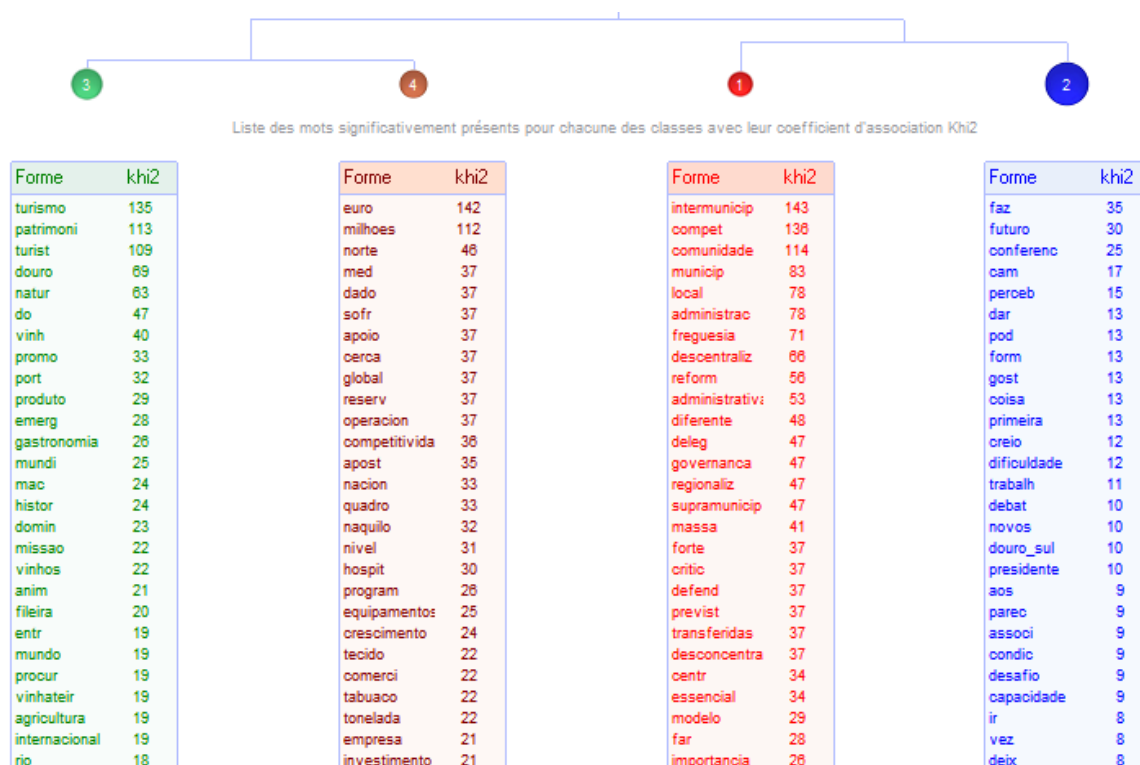 3
4
1
2
Liste des mots significativement présents pour chacune des classes avec leur coefficient d'association Khi2
Forme khi2
turismo 135
patrimoni 113
turist 109
douro 69
natur 63
do 47
vinh 40
promo 33
port 32
produto 29
emerg 28
gastronomia 26
mundi 25
mac 24
histor 24
domin 23
missao 22
vinhos 22
anim 21
fileira 20
entr 19
mundo 19
procur 19
vinhateir 19
agricultura 19
internacional 19
rio 18
Forme khi2
euro 142
milhoes 112
norte 46
med 37
dado 37
sofr 37
apoio 37
cerca 37
global 37
reserv 37
operacion 37
competitivida 36
apost 35
nacion 33
quadro 33
naquilo 32
nivel 31
hospit 30
program 26
equipamentos 25
crescimento 24
tecido 22
comerci 22
tabuaco 22
tonelada 22
empresa 21
investimento 21
Forme khi2
intermunicip 143
compet 136
comunidade 114
municip 83
local 78
administrac 78
freguesia 71
descentraliz 66
reform 56
administrativa 53
diferente 48
deleg 47
governanca 47
regionaliz 47
supramunicip 47
massa 41
forte 37
critic 37
defend 37
previst 37
transferidas 37
desconcentra 37
centr 34
essencial 34
modelo 29
far 28
importancia 26
Forme khi2
faz 35
futuro 30
conferenc 25
cam 17
perceb 15
dar 13
pod 13
form 13
gost 13
coisa 13
primeira 13
creio 12
dificuldade 12
trabalh 11
debat 10
novos 10
douro_sul 10
presidente 10
aos 9
parec 9
associ 9
condic 9
desafio 9
capacidade 9
ir 8
vez 8
deix 8